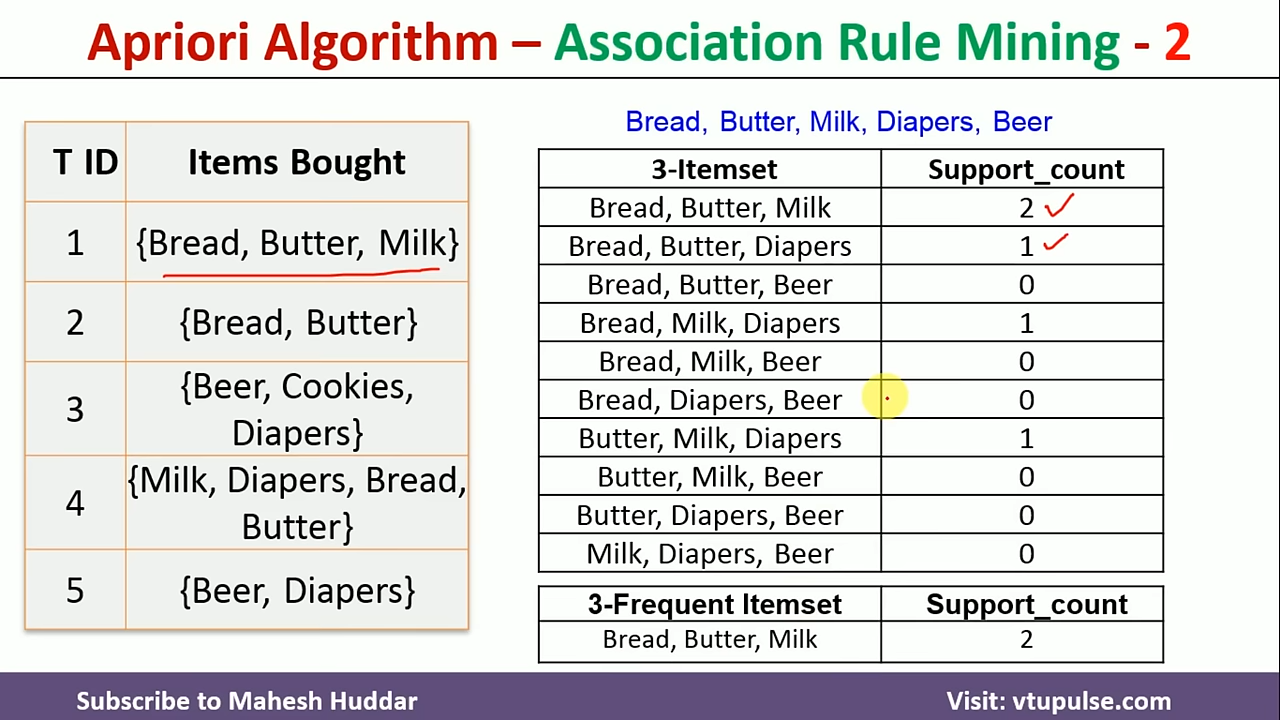 Apriori Algorithm – Association Rule Mining - 2
T ID Items Bought
1 {Bread, Butter, Milk}
2 {Bread, Butter}
3 {Beer, Cookies,
Diapers}
4 {Milk, Diapers, Bread,
Butter}
5 {Beer, Diapers}
Bread, Butter, Milk, Diapers, Beer
3-Itemset Support_count
Bread, Butter, Milk 2
Bread, Butter, Diapers 1
Bread, Butter, Beer 0
Bread, Milk, Diapers 1
Bread, Milk, Beer 0
Bread, Diapers, Beer 0
Butter, Milk, Diapers 1
Butter, Milk, Beer 0
Butter, Diapers, Beer 0
Milk, Diapers, Beer 0
3-Frequent Itemset Support_count
Bread, Butter, Milk 2
Subscribe to Mahesh Huddar
Visit: vtupulse.com